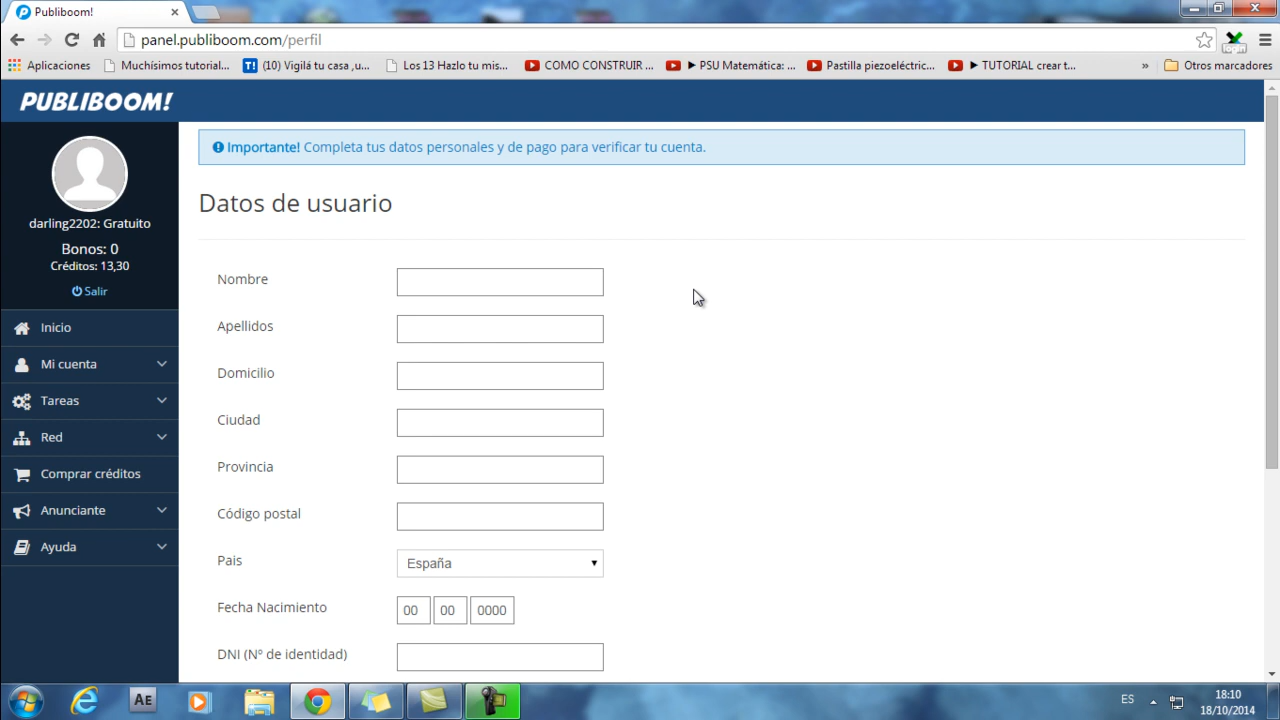 Publiboom!
panel.publiboom.com/perfil
login
Aplicaciones
Muchísimos tutorial...
(10) Vigilá tu casa ,u...
Los 13 Hazlo tu mis...
COMO CONSTRUIR ...
► PSU Matemática: ...
Pastilla piezoeléctric...
► TUTORIAL crear t...
»
Otros marcadores
PUBLIBOOM!
Importante! Completa tus datos personales y de pago para verificar tu cuenta.
darling2202: Gratuito
Bonos: 0
Créditos: 13,30
Salir
Inicio
Mi cuenta
Tareas
Red
Comprar créditos
Anunciante
Ayuda
Datos de usuario
Nombre
Apellidos
Domicilio
Ciudad
Provincia
Código postal
Pais España
Fecha Nacimiento 00 00 0000
DNI (Nº de identidad)
AE
ES
18:10
18/10/2014